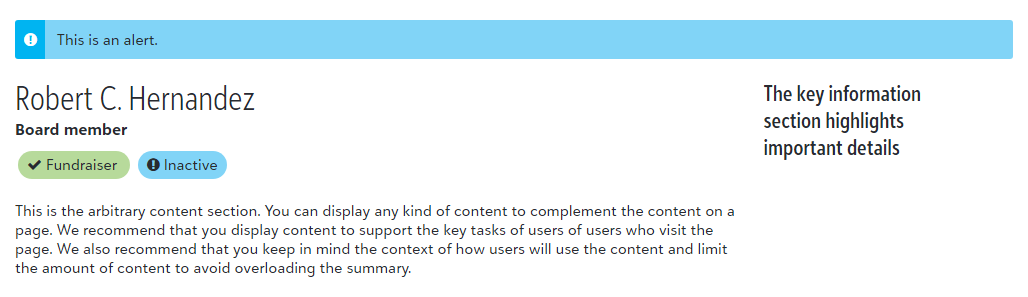 This is an alert.
Robert C. Hernandez
Board member
Fundraiser
Inactive
This is the arbitrary content section. You can display any kind of content to complement the content on a
page. We recommend that you display content to support the key tasks of users of users who visit the
page. We also recommend that you keep in mind the context of how users will use the content and limit
the amount of content to avoid overloading the summary.
The key information
section highlights
important details